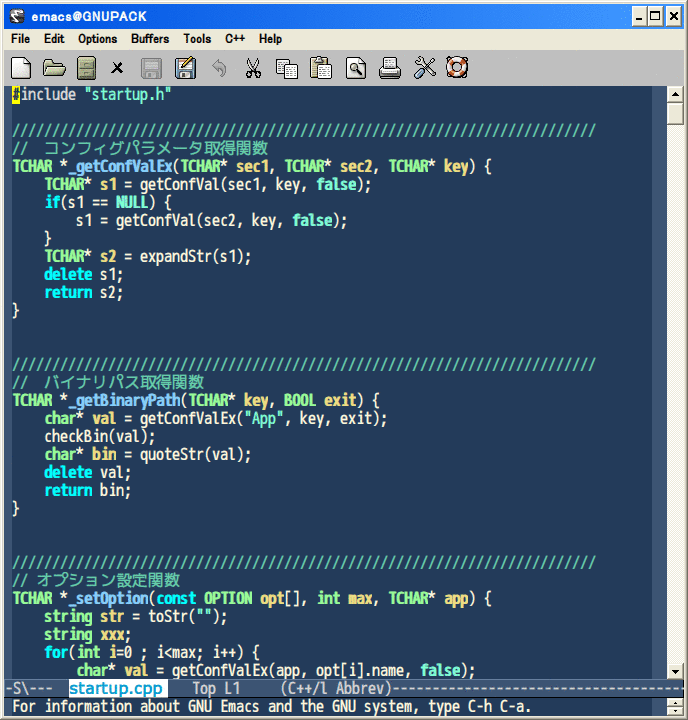 emacs@GNUPACK
File Edit Options Buffers Tools C++ Help
#include "startup.h"
//////////////////////////////////////////////////////////////////////////
//　コンフィグパラメータ取得関数
TCHAR *_getConfValEx(TCHAR* sec1, TCHAR* sec2, TCHAR* key) {
    TCHAR* s1 = getConfVal(sec1, key, false);
    if(s1 == NULL) {
        s1 = getConfVal(sec2, key, false);
    }
    TCHAR* s2 = expandStr(s1);
    delete s1;
    return s2;
}
//////////////////////////////////////////////////////////////////////////
//　バイナリパス取得関数
TCHAR *_getBinaryPath(TCHAR* key, BOOL exit) {
    char* val = getConfValEx("App", key, exit);
    checkBin(val);
    char* bin = quoteStr(val);
    delete val;
    return bin;
}
//////////////////////////////////////////////////////////////////////////
// オプション設定関数
TCHAR *_setOption(const OPTION opt[], int max, TCHAR* app) {
    string str = toStr("");
    string xxx;
    for(int i=0 ; i<max; i++) {
        char* val = getConfValEx(app, opt[i].name, false);
-S\--- startup.cpp Top L1 (C++/l Abbrev)-------------------------------------
For information about GNU Emacs and the GNU system, type C-h C-a.